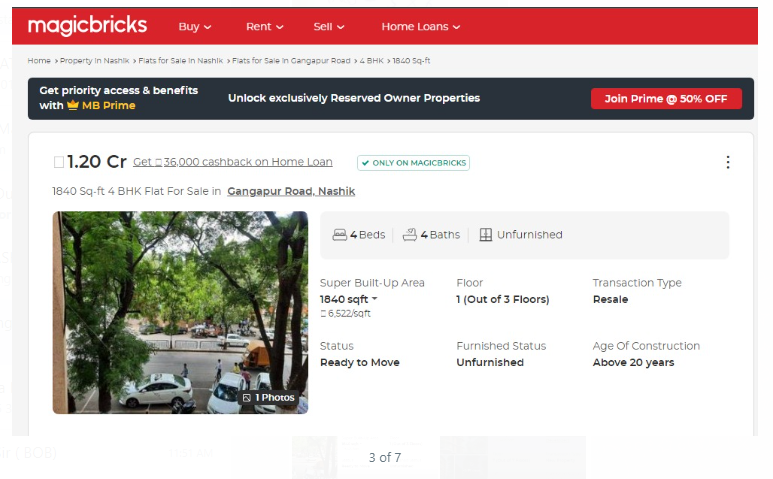 magicbricks
Buy Rent Sell Home Loans
Home > Property in Nashik > Flats for Sale in Nashik > Flats for Sale in Gangapur Road > 4 BHK > 1840 Sq-ft
Get priority access & benefits
with MB Prime
Unlock exclusively Reserved Owner Properties
Join Prime @ 50% OFF
1.20 Cr Get 36,000 cashback on Home Loan
ONLY ON MAGICBRICKS
1840 Sq-ft 4 BHK Flat For Sale in Gangapur Road, Nashik
4 Beds 4 Baths Unfurnished
Super Built-Up Area Floor Transaction Type
1840 sqft 1 (Out of 3 Floors) Resale
6,522/sqft
Status Furnished Status Age Of Construction
Ready to Move Unfurnished Above 20 years
1 Photos
3 of 7